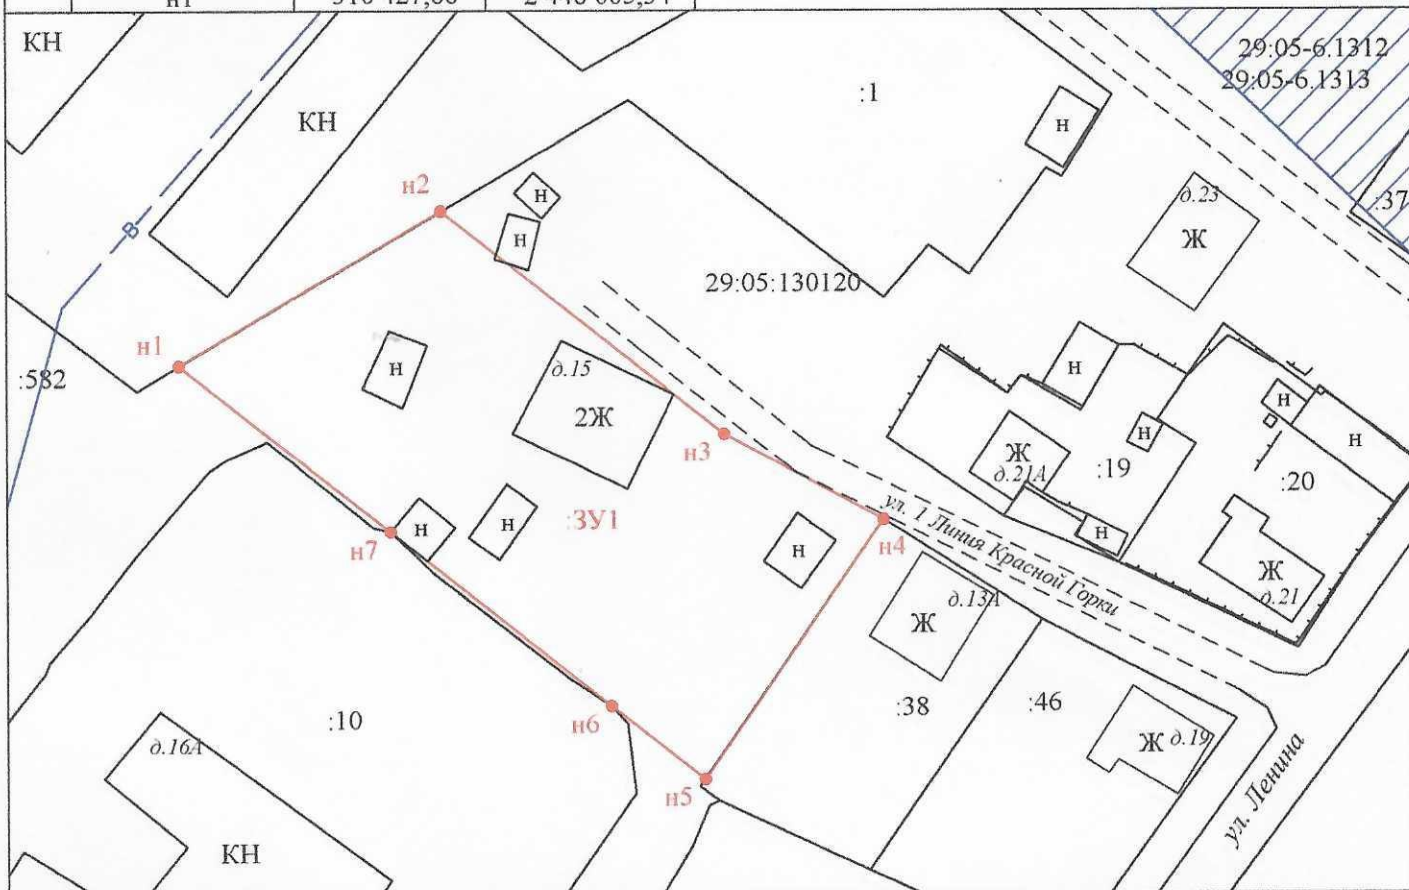 н1
КН
29:05-6.1312
29:05-6.1313
:1
н
КН
д.23
н2
н
:37
В
н
Ж
29:05:130120
н1
:582
н
д.15
2Ж
н
н
н
н3
Ж
:19
д.21А
:20
н
н
:ЗУ1
н
н7
н
н4
ул. 1 Линия Красной Горки
н
Ж
д.21
д.13А
Ж
н6
:38
:46
:10
д.16А
Ж
д.19
ул. Ленина
н5
КН